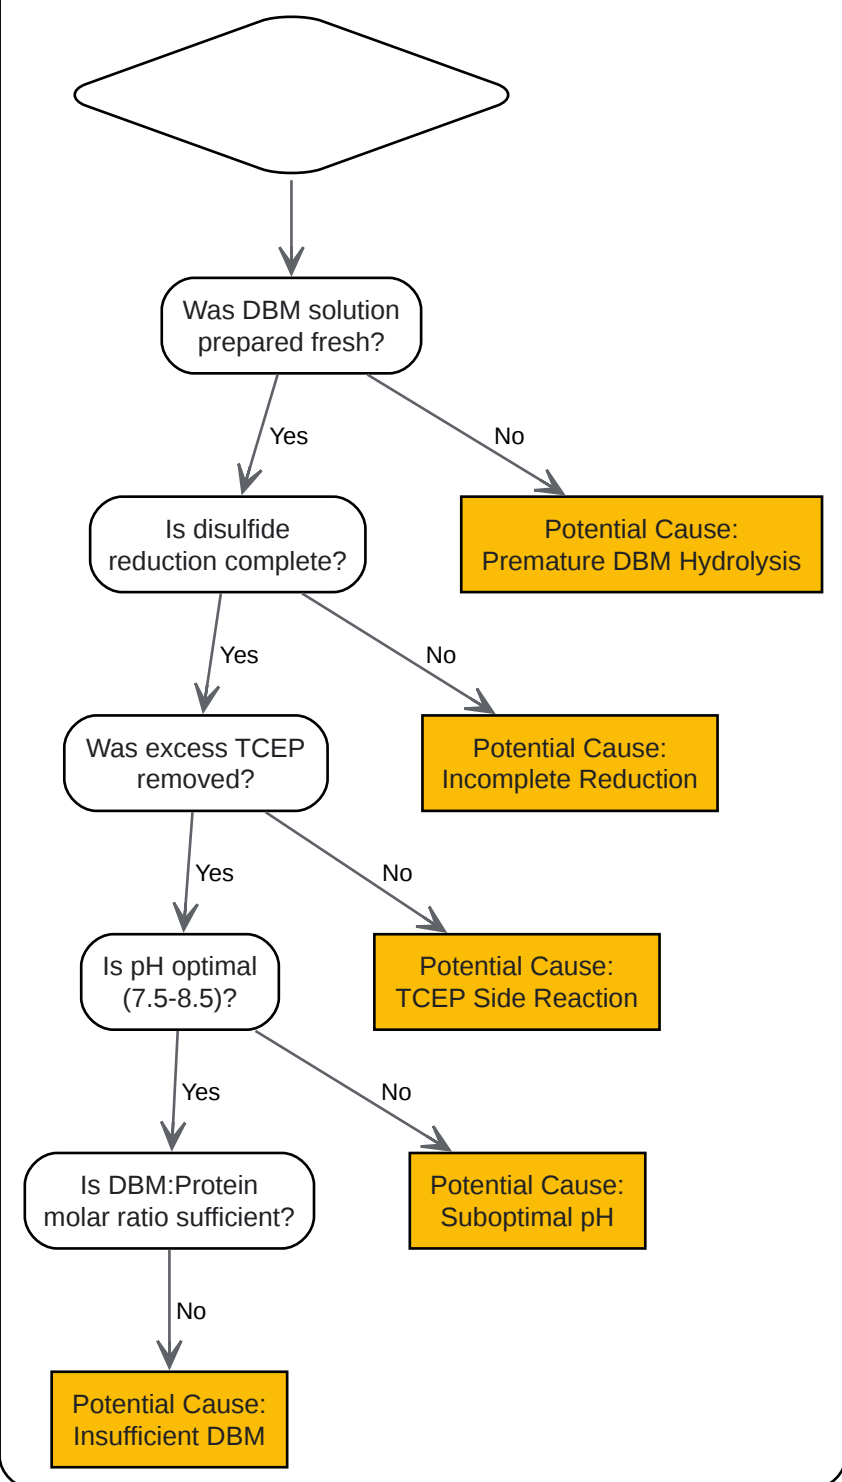 Was DBM solution
prepared fresh?
Yes
No
Is disulfide
reduction complete?
Potential Cause:
Premature DBM Hydrolysis
Yes
No
Was excess TCEP
removed?
Potential Cause:
Incomplete Reduction
Yes
No
Is pH optimal
(7.5-8.5)?
Potential Cause:
TCEP Side Reaction
Yes
No
Is DBM:Protein
molar ratio sufficient?
Potential Cause:
Suboptimal pH
No
Potential Cause:
Insufficient DBM